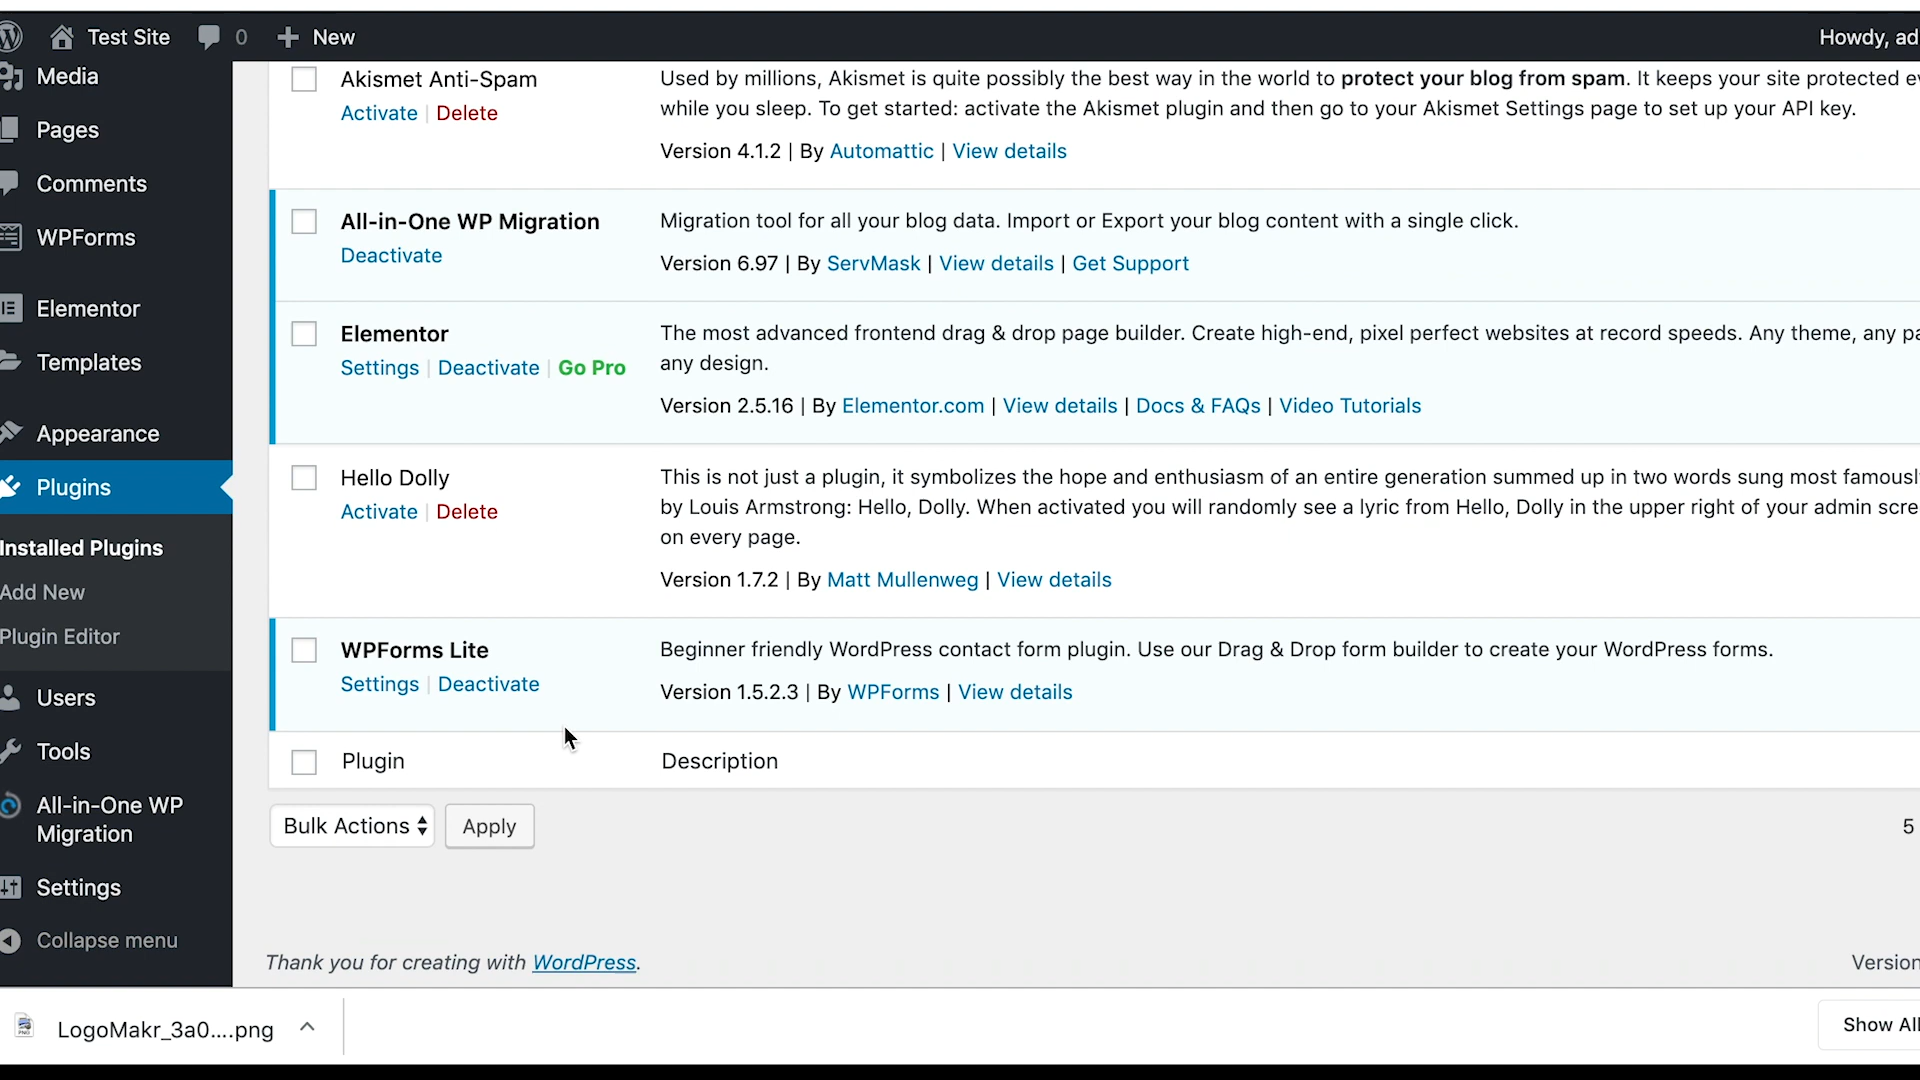 Test Site 0 New Howdy, ad
Media
Pages
Comments
WPForms
Elementor
Templates
Appearance
Plugins
Installed Plugins
Add New
Plugin Editor
Users
Tools
All-in-One WP
Migration
Settings
Collapse menu
Akismet Anti-Spam
Activate | Delete
Used by millions, Akismet is quite possibly the best way in the world to protect your blog from spam. It keeps your site protected ev
while you sleep. To get started: activate the Akismet plugin and then go to your Akismet Settings page to set up your API key.
Version 4.1.2 | By Automattic | View details
All-in-One WP Migration
Deactivate
Migration tool for all your blog data. Import or Export your blog content with a single click.
Version 6.97 | By ServMask | View details | Get Support
Elementor
Settings | Deactivate | Go Pro
The most advanced frontend drag & drop page builder. Create high-end, pixel perfect websites at record speeds. Any theme, any pa
any design.
Version 2.5.16 | By Elementor.com | View details | Docs & FAQs | Video Tutorials
Hello Dolly
Activate | Delete
This is not just a plugin, it symbolizes the hope and enthusiasm of an entire generation summed up in two words sung most famousl
by Louis Armstrong: Hello, Dolly. When activated you will randomly see a lyric from Hello, Dolly in the upper right of your admin scre
on every page.
Version 1.7.2 | By Matt Mullenweg | View details
WPForms Lite
Settings | Deactivate
Beginner friendly WordPress contact form plugin. Use our Drag & Drop form builder to create your WordPress forms.
Version 1.5.2.3 | By WPForms | View details
Plugin Description
Bulk Actions Apply 5
Thank you for creating with WordPress. Version
LogoMakr_3a0....png Show All